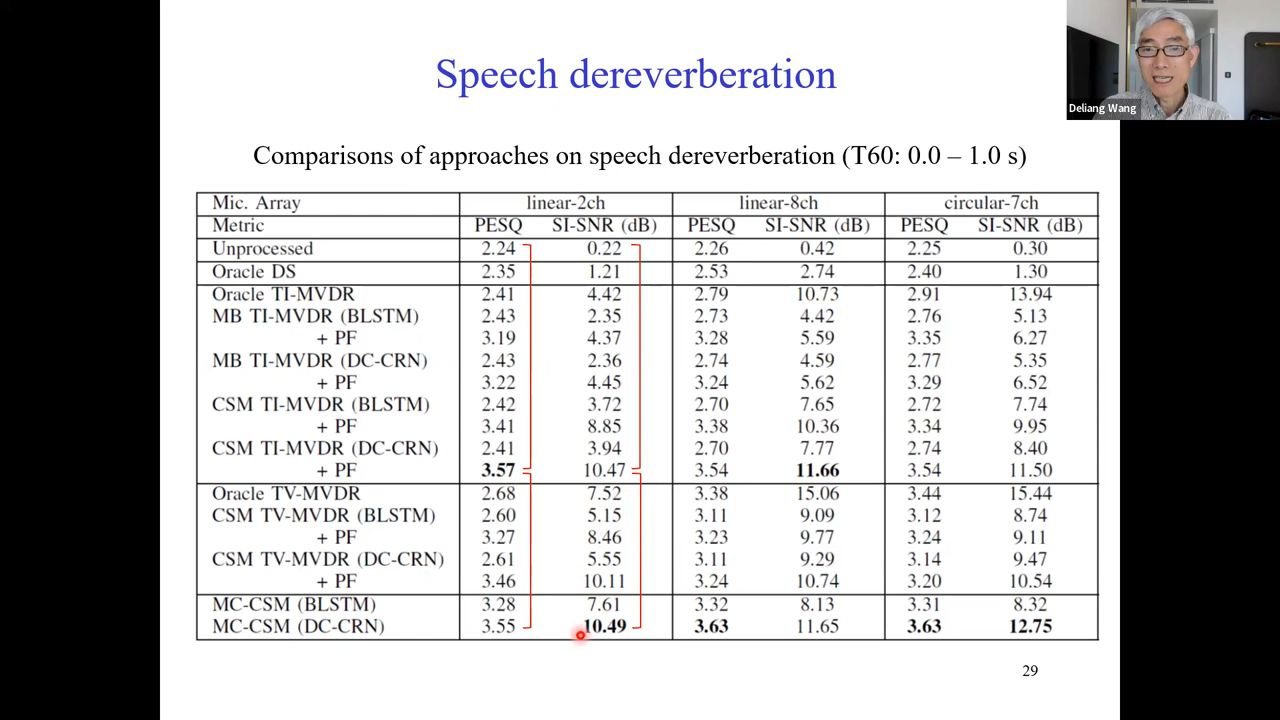 Speech dereverberation
Deliang Wang
Comparisons of approaches on speech dereverberation (T60: 0.0 – 1.0 s)
Mic. Array linear-2ch linear-8ch circular-7ch
Metric PESQ SI-SNR (dB) PESQ SI-SNR (dB) PESQ SI-SNR (dB)
Unprocessed 2.24 0.22 2.26 0.42 2.25 0.30
Oracle DS 2.35 1.21 2.53 2.74 2.40 1.30
Oracle TI-MVDR 2.41 4.42 2.79 10.73 2.91 13.94
MB TI-MVDR (BLSTM) 2.43 2.35 2.73 4.42 2.76 5.13
+ PF 3.19 4.37 3.28 5.59 3.35 6.27
MB TI-MVDR (DC-CRN) 2.43 2.36 2.74 4.59 2.77 5.35
+ PF 3.22 4.45 3.24 5.62 3.29 6.52
CSM TI-MVDR (BLSTM) 2.42 3.72 2.70 7.65 2.72 7.74
+ PF 3.41 8.85 3.38 10.36 3.34 9.95
CSM TI-MVDR (DC-CRN) 2.41 3.94 2.70 7.77 2.74 8.40
+ PF 3.57 10.47 3.54 11.66 3.54 11.50
Oracle TV-MVDR 2.68 7.52 3.38 15.06 3.44 15.44
CSM TV-MVDR (BLSTM) 2.60 5.15 3.11 9.09 3.12 8.74
+ PF 3.27 8.46 3.23 9.77 3.24 9.11
CSM TV-MVDR (DC-CRN) 2.61 5.55 3.11 9.29 3.14 9.47
+ PF 3.46 10.11 3.24 10.74 3.20 10.54
MC-CSM (BLSTM) 3.28 7.61 3.32 8.13 3.31 8.32
MC-CSM (DC-CRN) 3.55 10.49 3.63 11.65 3.63 12.75
29